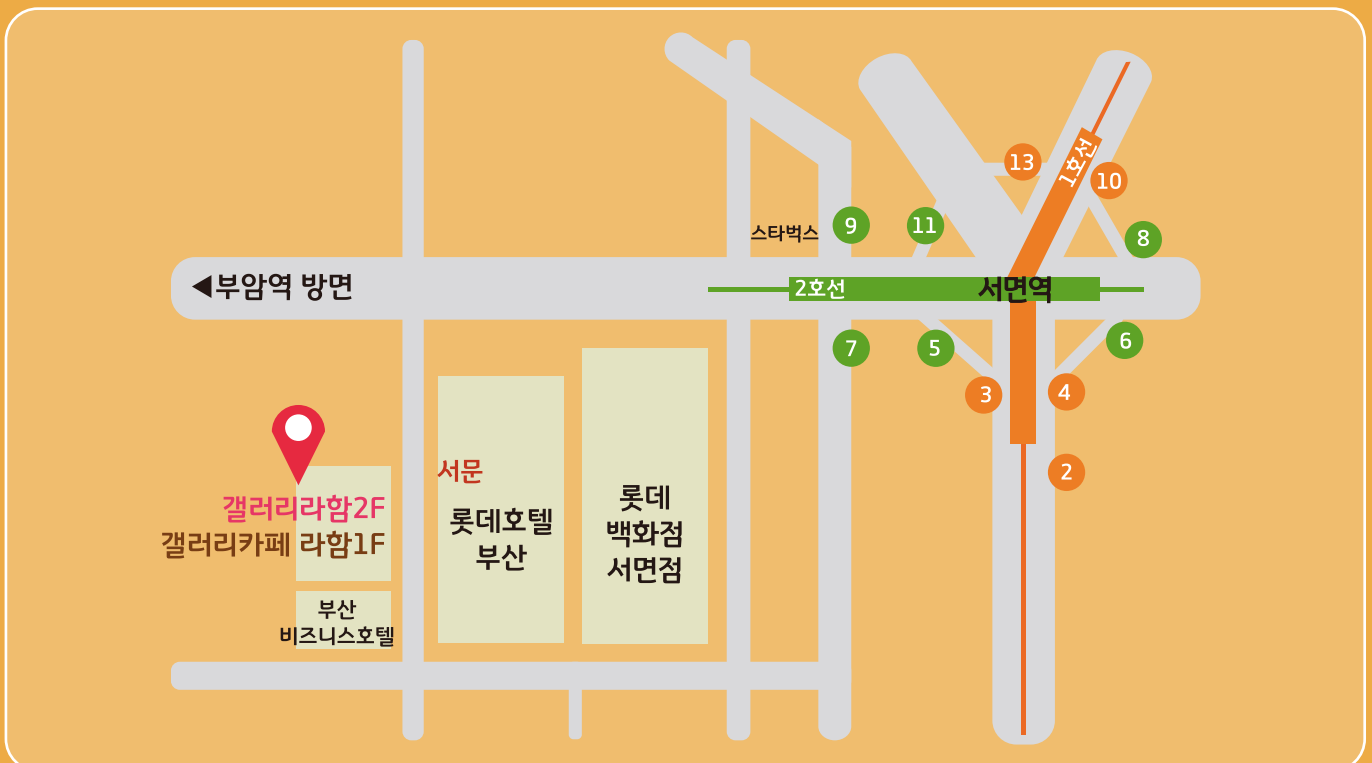 13
1호선
10
9
11
8
스타벅스
◀부암역 방면
2호선
서면역
7
5
6
3
4
2
서문
롯데호텔
부산
롯데
백화점
서면점
갤러리라함2F
갤러리카페 라함1F
부산
비즈니스호텔